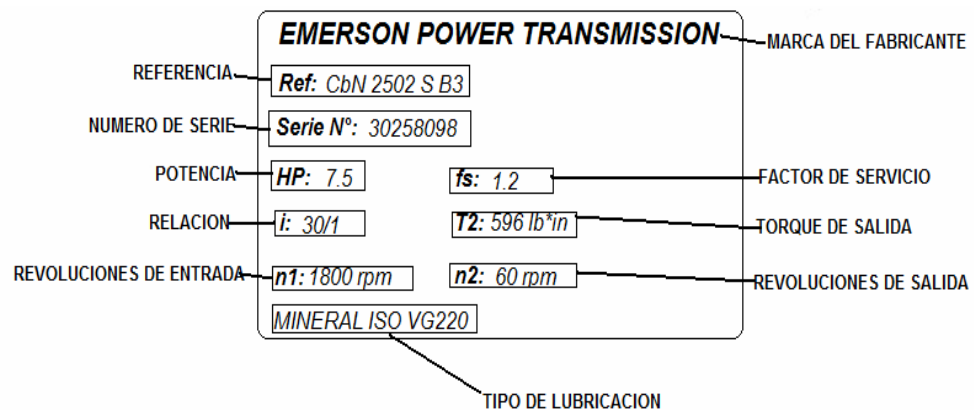 EMERSON POWER TRANSMISSION
MARCA DEL FABRICANTE
REFERENCIA
Ref: CbN 2502 S B3
NUMERO DE SERIE
Serie N°: 30258098
POTENCIA
HP: 7.5
fs: 1.2
FACTOR DE SERVICIO
RELACION
i: 30/1
T2: 596 lb*in
TORQUE DE SALIDA
REVOLUCIONES DE ENTRADA
n1: 1800 rpm
n2: 60 rpm
REVOLUCIONES DE SALIDA
MINERAL ISO VG220
TIPO DE LUBRICACION